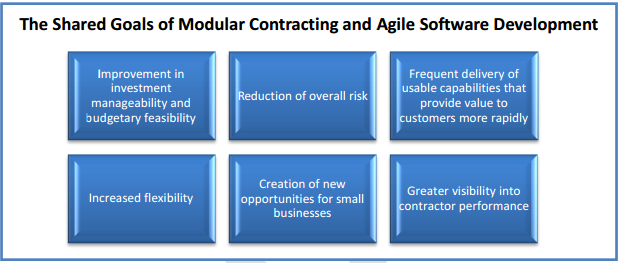 The Shared Goals of Modular Contracting and Agile Software Development
Improvement in
investment
manageability and
budgetary feasibility
Reduction of overall risk
Frequent delivery of
usable capabilities that
provide value to
customers more rapidly
Increased flexibility
Creation of new
opportunities for small
businesses
Greater visibility into
contractor performance